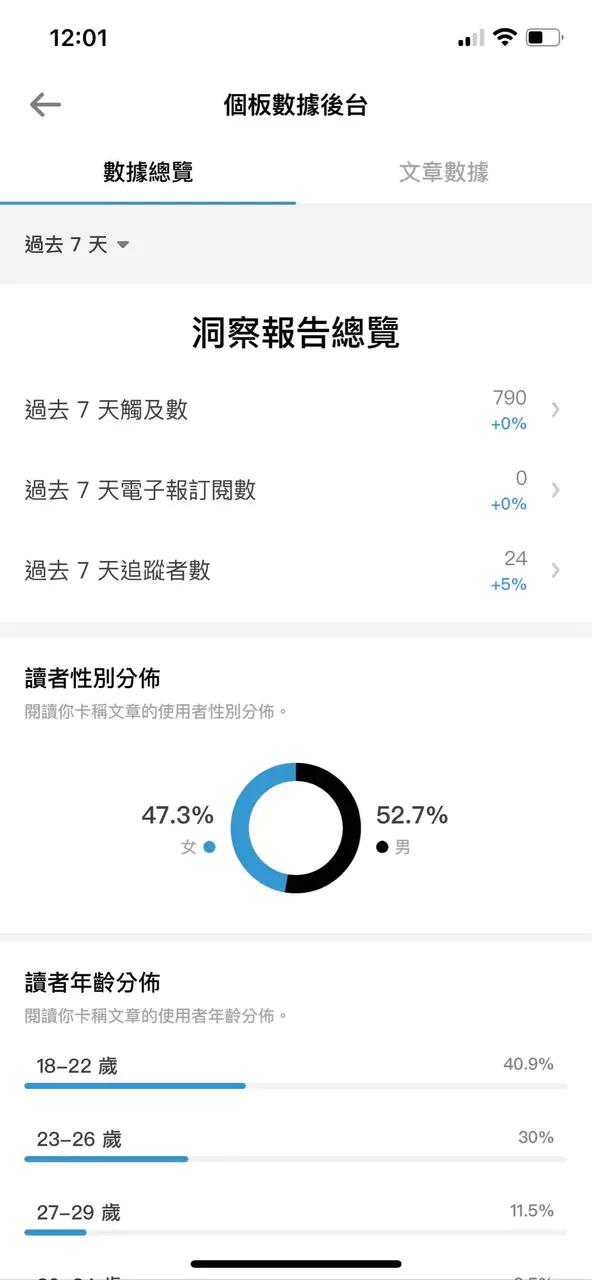 12:01
個板數據後台
數據總覽 文章數據
過去 7 天
洞察報告總覽
過去 7 天觸及數 790
+0%
過去 7 天電子報訂閱數 0
+0%
過去 7 天追蹤者數 24
+5%
讀者性別分佈
閱讀你卡稱文章的使用者性別分佈。
47.3% 52.7%
女 男
讀者年齡分佈
閱讀你卡稱文章的使用者年齡分佈。
18–22 歲 40.9%
23–26 歲 30%
27–29 歲 11.5%